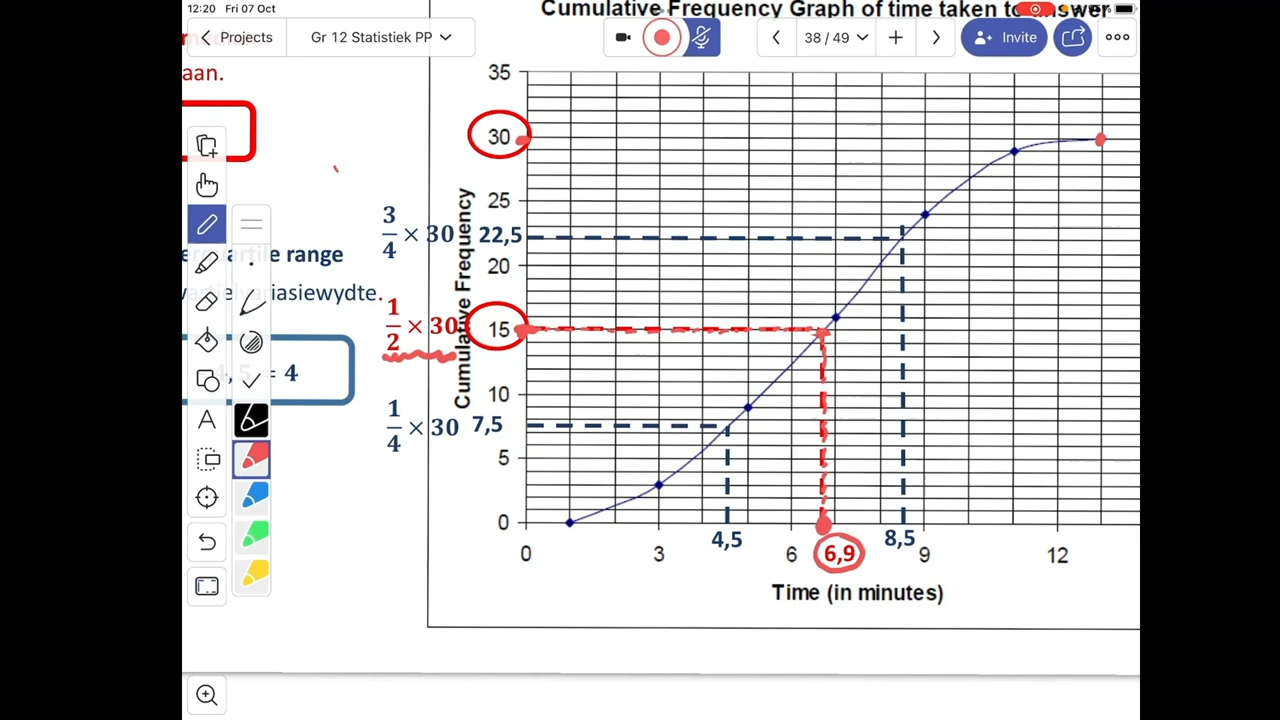 12:20 Fri 07 Oct
Cumulative Frequency Graph of time taken to answer
Projects
Gr 12 Statistiek PP
38 / 49
Invite
aan.
35
30
25
20
15
10
5
0
Cumulative Frequency
3/4 × 30 22,5
range
1/2 × 30
= 4
1/4 × 30 7,5
4,5
6,9
8,5
0 3 6 9 12
Time (in minutes)
A